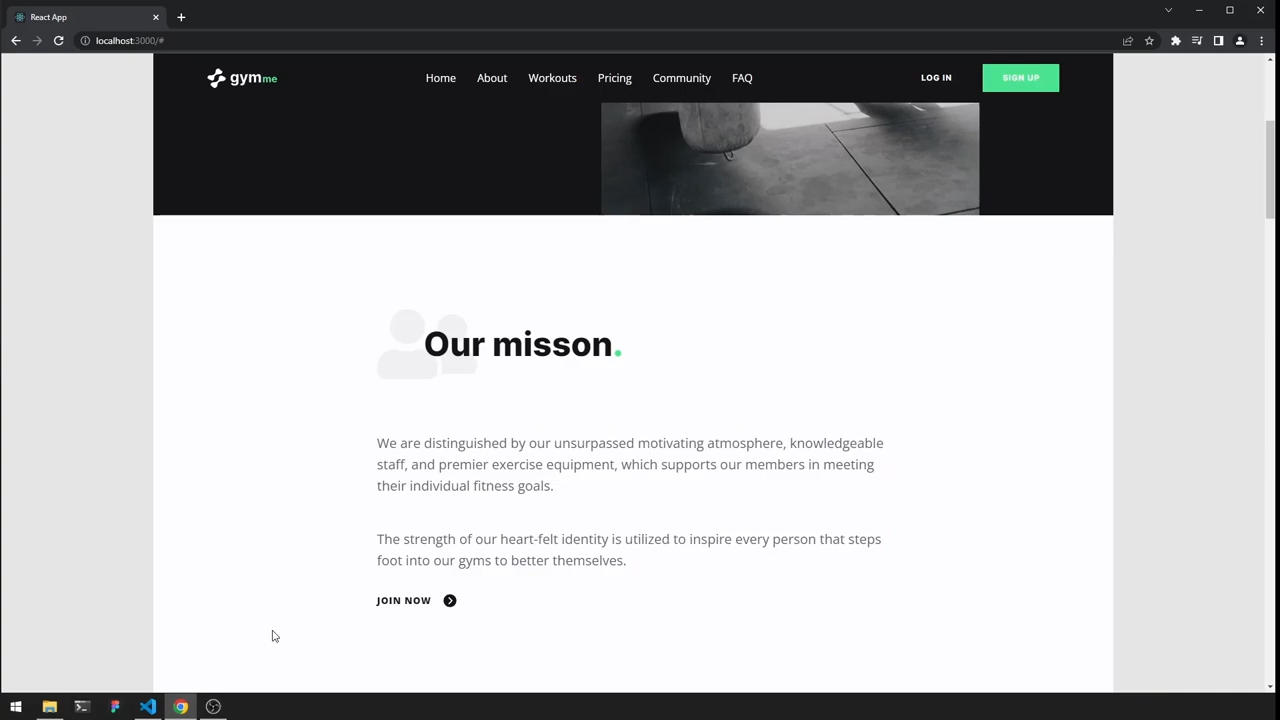 React App
localhost:3000/#
gymme
Home About Workouts Pricing Community FAQ
LOG IN
SIGN UP
Our misson.
We are distinguished by our unsurpassed motivating atmosphere, knowledgeable
staff, and premier exercise equipment, which supports our members in meeting
their individual fitness goals.
The strength of our heart-felt identity is utilized to inspire every person that steps
foot into our gyms to better themselves.
JOIN NOW